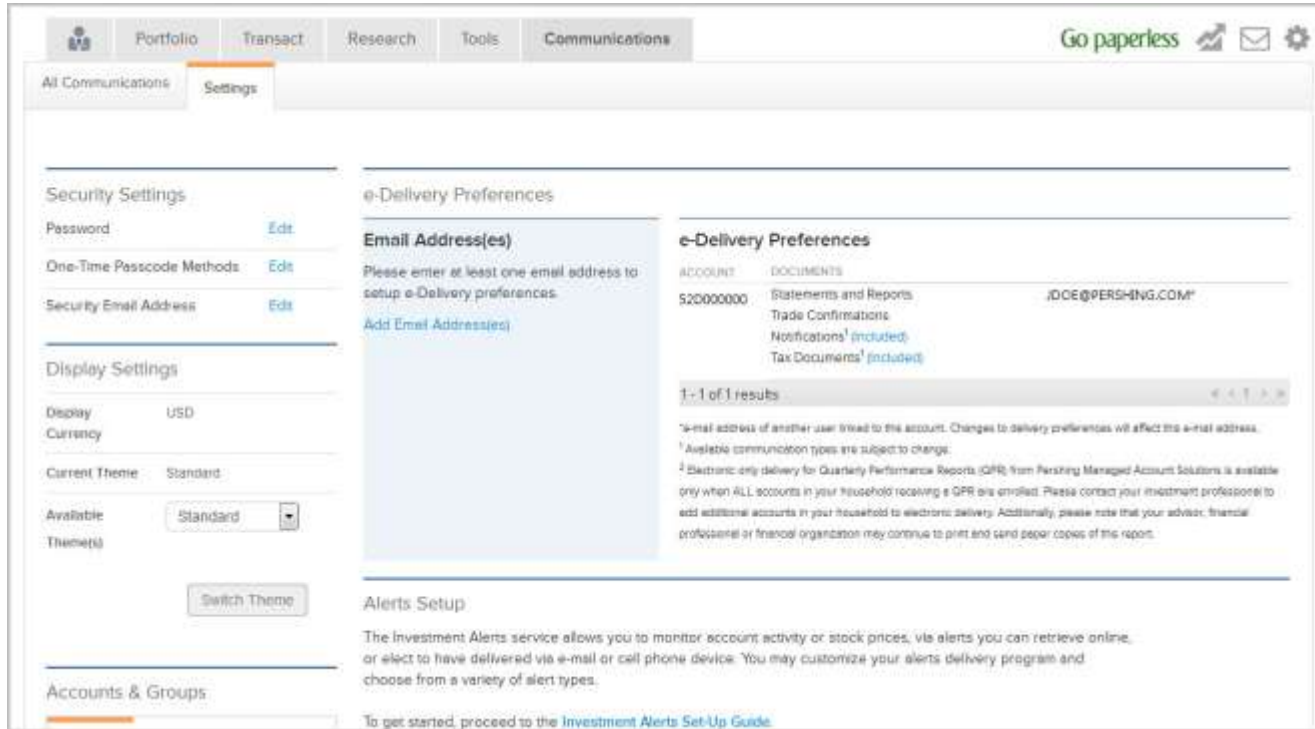 Portfolio
Transact
Research
Tools
Communications
Go paperless
All Communications
Settings
Security Settings
Password Edit
One-Time Passcode Methods Edit
Security Email Address Edit
Display Settings
Display USD
Currency
Current Theme Standard
Available Standard
Theme(s)
Switch Theme
Accounts & Groups
e-Delivery Preferences
Email Address(es)
Please enter at least one email address to
setup e-Delivery preferences.
Add Email Address(es)
e-Delivery Preferences
ACCOUNT DOCUMENTS
S2D000000 Statements and Reports JDOE@PERSHING.COM*
Trade Confirmations
Notifications¹ (included)
Tax Documents¹ (included)
1 - 1 of 1 results « < 1 > »
*e-mail address of another user linked to this account. Changes to delivery preferences will affect this e-mail address.
¹ Available communication types are subject to change.
² Electronic only delivery for Quarterly Performance Reports (QPR) from Pershing Managed Account Solutions is available
only when ALL accounts in your household receiving a QPR are enrolled. Please contact your investment professional to
add additional accounts in your household to electronic delivery. Additionally, please note that your advisor, financial
professional or financial organization may continue to print and send paper copies of this report.
Alerts Setup
The Investment Alerts service allows you to monitor account activity or stock prices, via alerts you can retrieve online,
or elect to have delivered via e-mail or cell phone device. You may customize your alerts delivery program and
choose from a variety of alert types.
To get started, proceed to the Investment Alerts Set-Up Guide.